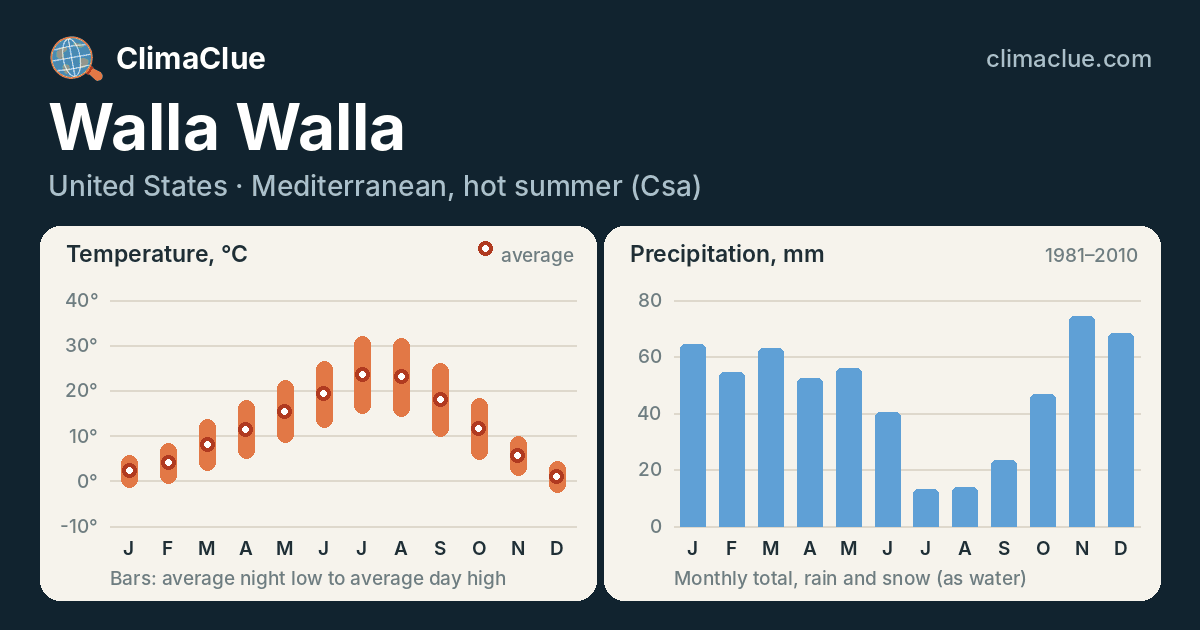 ClimaClue
climaclue.com
Walla Walla
United States · Mediterranean, hot summer (Csa)
Temperature, °C
average
40°
30°
20°
10°
0°
-10°
J F M A M J J A S O N D
Bars: average night low to average day high
Precipitation, mm
1981–2010
80
60
40
20
0
J F M A M J J A S O N D
Monthly total, rain and snow (as water)